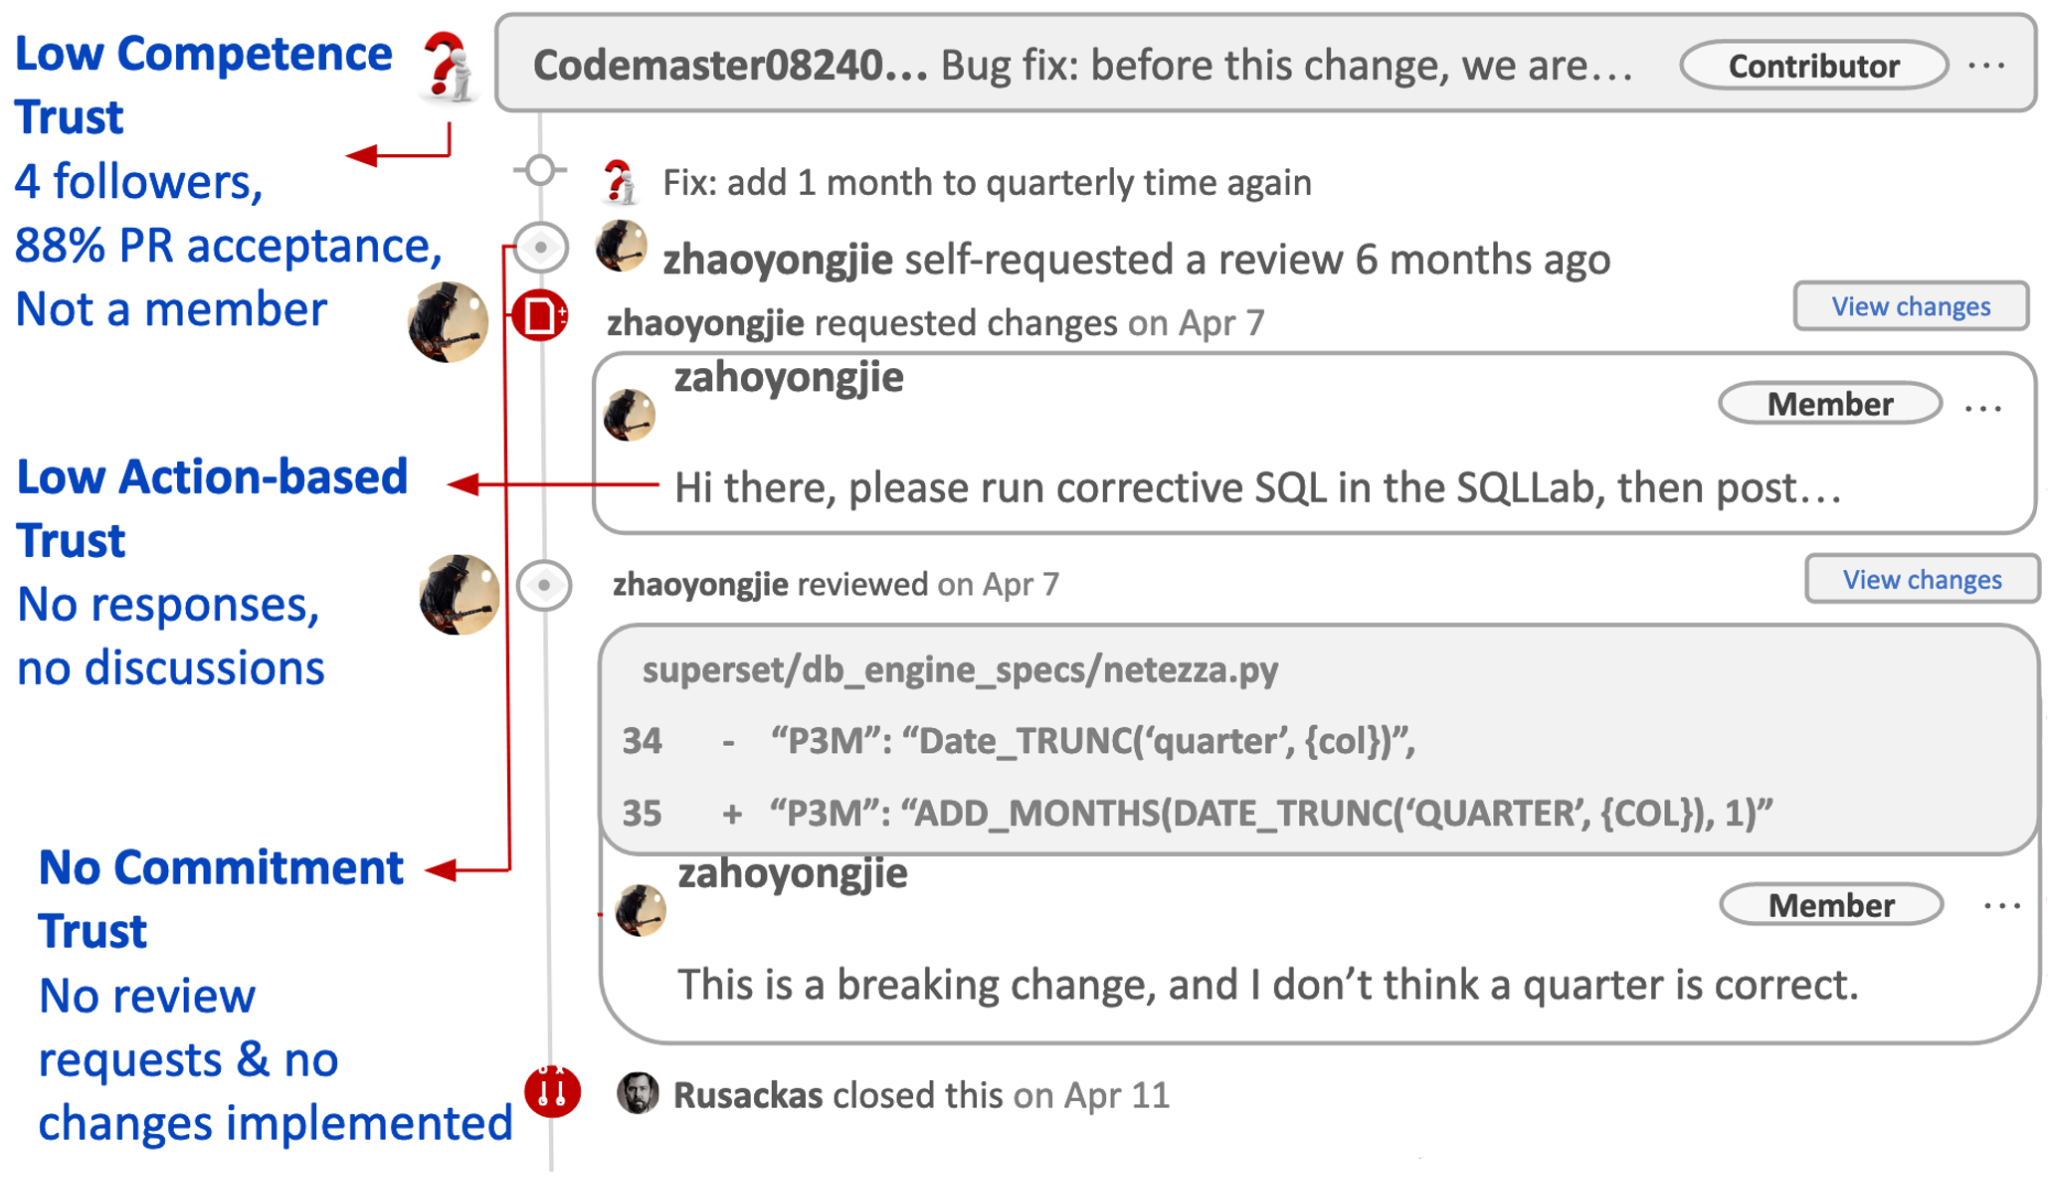 Low Competence
Trust
4 followers,
88% PR acceptance,
Not a member
Codemaster08240... Bug fix: before this change, we are...
Contributor
Fix: add 1 month to quarterly time again
zhaoyongjie self-requested a review 6 months ago
zhaoyongjie requested changes on Apr 7
View changes
zahoyongjie
Member
Hi there, please run corrective SQL in the SQLLab, then post...
Low Action-based
Trust
No responses,
no discussions
zhaoyongjie reviewed on Apr 7
View changes
superset/db_engine_specs/netezza.py
34 - “P3M”: “Date_TRUNC(‘quarter’, {col})”,
35 + “P3M”: “ADD_MONTHS(DATE_TRUNC(‘QUARTER’, {COL}), 1)”
zahoyongjie
Member
This is a breaking change, and I don’t think a quarter is correct.
No Commitment
Trust
No review
requests & no
changes implemented
Rusackas closed this on Apr 11